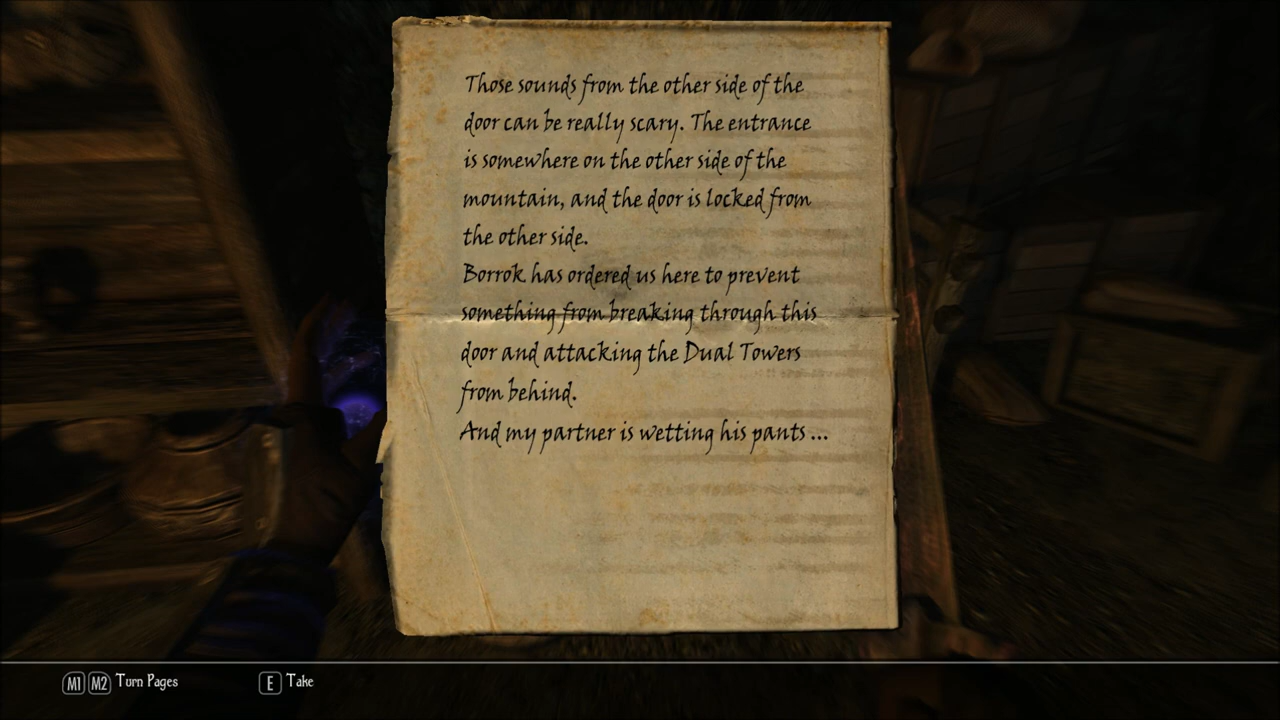 Those sounds from the other side of the
door can be really scary. The entrance
is somewhere on the other side of the
mountain, and the door is locked from
the other side.
Borrok has ordered us here to prevent
something from breaking through this
door and attacking the Dual Towers
from behind.
And my partner is wetting his pants ...
M1 M2 Turn Pages
E Take